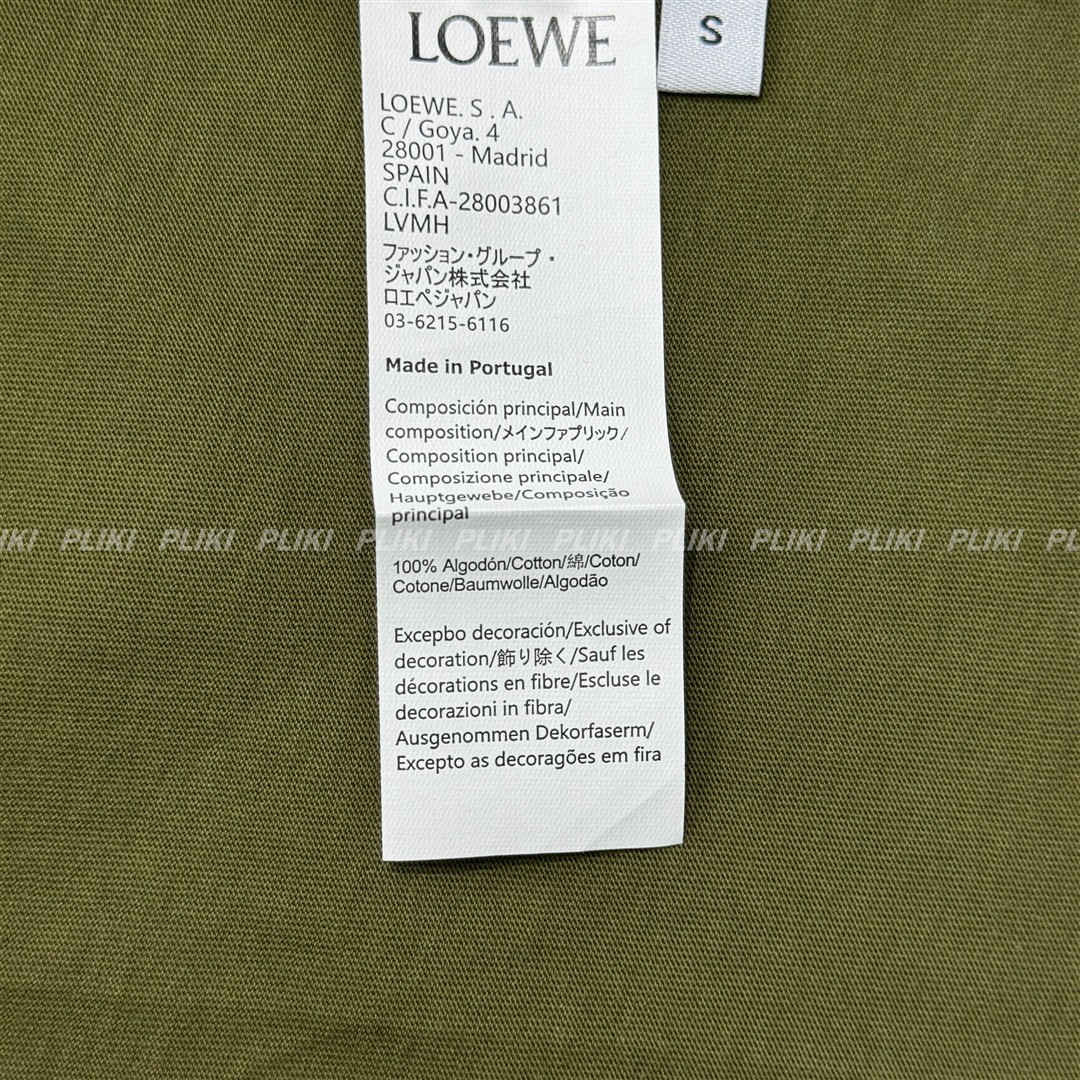 LOEWE
S
LOEWE. S . A.
C / Goya. 4
28001 - Madrid
SPAIN
C.I.F.A-28003861
LVMH
ファッション・グループ・
ジャパン株式会社
ロエペジャパン
03-6215-6116
Made in Portugal
Composición principal/Main
composition/メインファプリック/
Composition principal/
Composizione principale/
Hauptgewebe/Composição
principal
PLIKI PLIKI PLIKI PLIKI PLIKI PLIKI PLIKI PLIKI PLIKI PLIKI
100% Algodón/Cotton/綿/Coton/
Cotone/Baumwolle/Algodão
Excepbo decoración/Exclusive of
decoration/飾り除く/Sauf les
décorations en fibre/Escluse le
decorazioni in fibra/
Ausgenommen Dekorfaserm/
Excepto as decoragões em fira